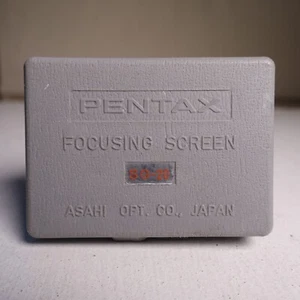 PENTAX
FOCUSING SCREEN
ASAHI OPT. CO., JAPAN